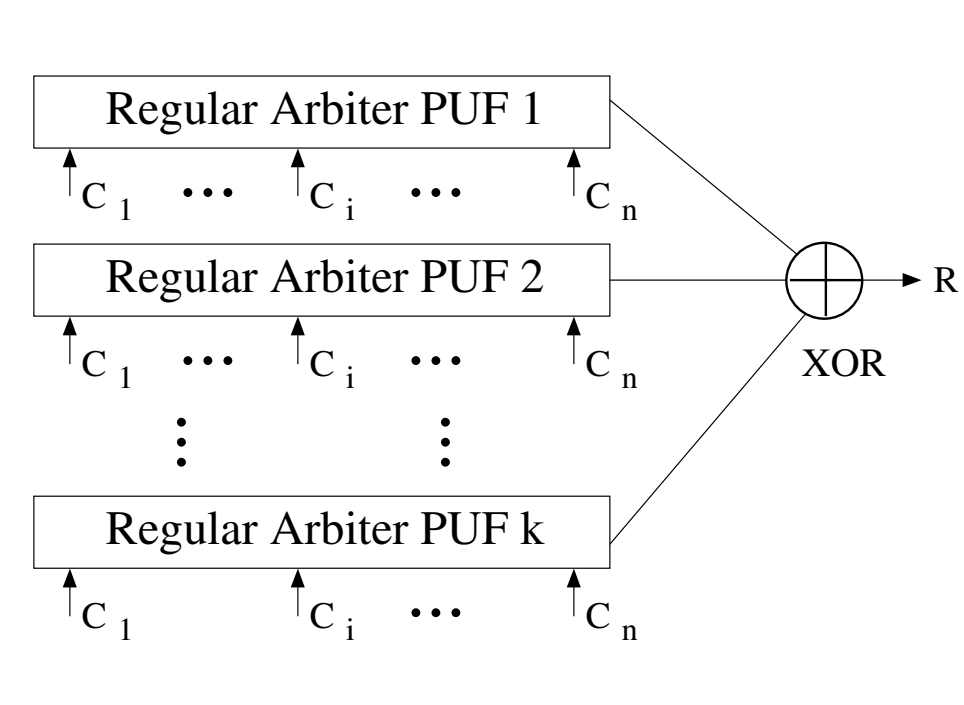 Regular Arbiter PUF 1
C 1 ••• C i ••• C n
Regular Arbiter PUF 2
R
C 1 ••• C i ••• C n
XOR
Regular Arbiter PUF k
C 1 C i ••• C n